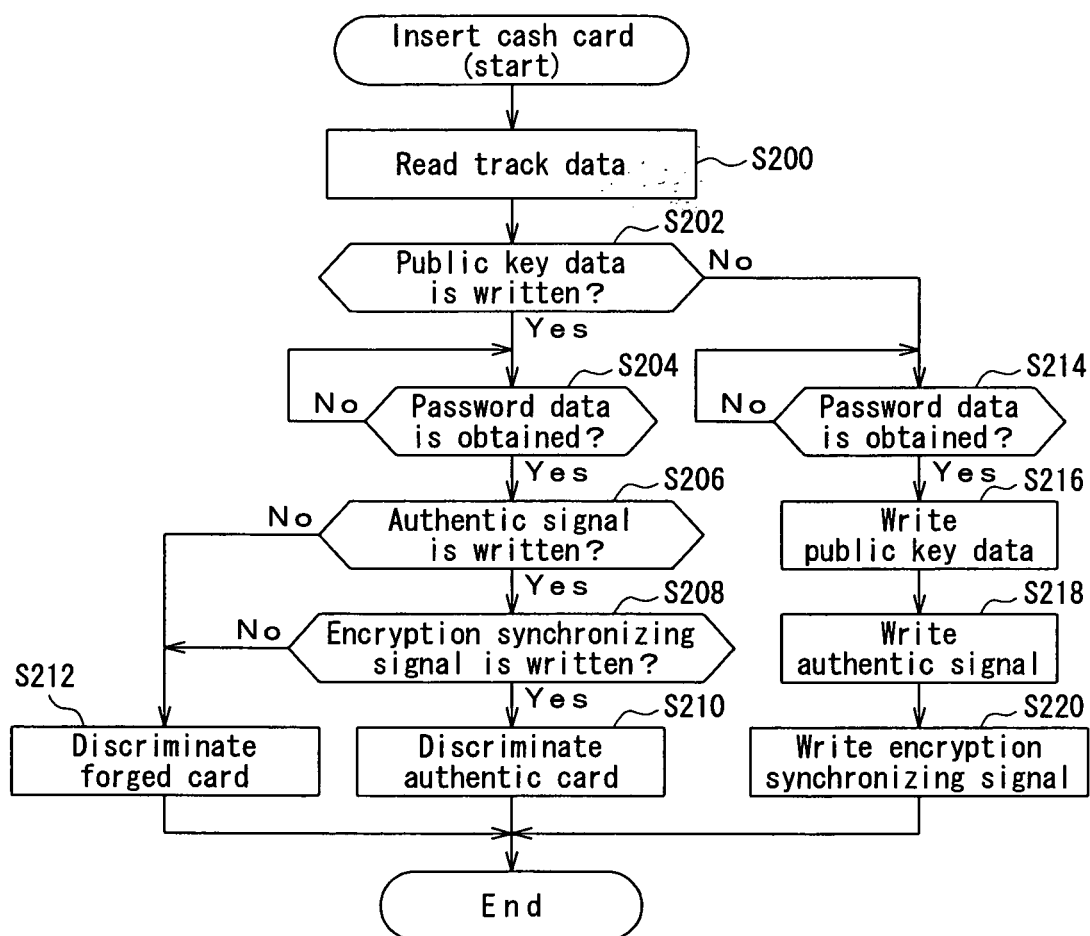 Insert cash card
(start)
Read track data
S200
S202
Public key data
is written?
No
Yes
S204
Password data
is obtained?
No
Yes
S214
Password data
is obtained?
No
Yes
S206
Authentic signal
is written?
No
Yes
S216
Write
public key data
S208
Encryption synchronizing
signal is written?
No
Yes
S218
Write
authentic signal
S212
Discriminate
forged card
S210
Discriminate
authentic card
S220
Write encryption
synchronizing signal
End